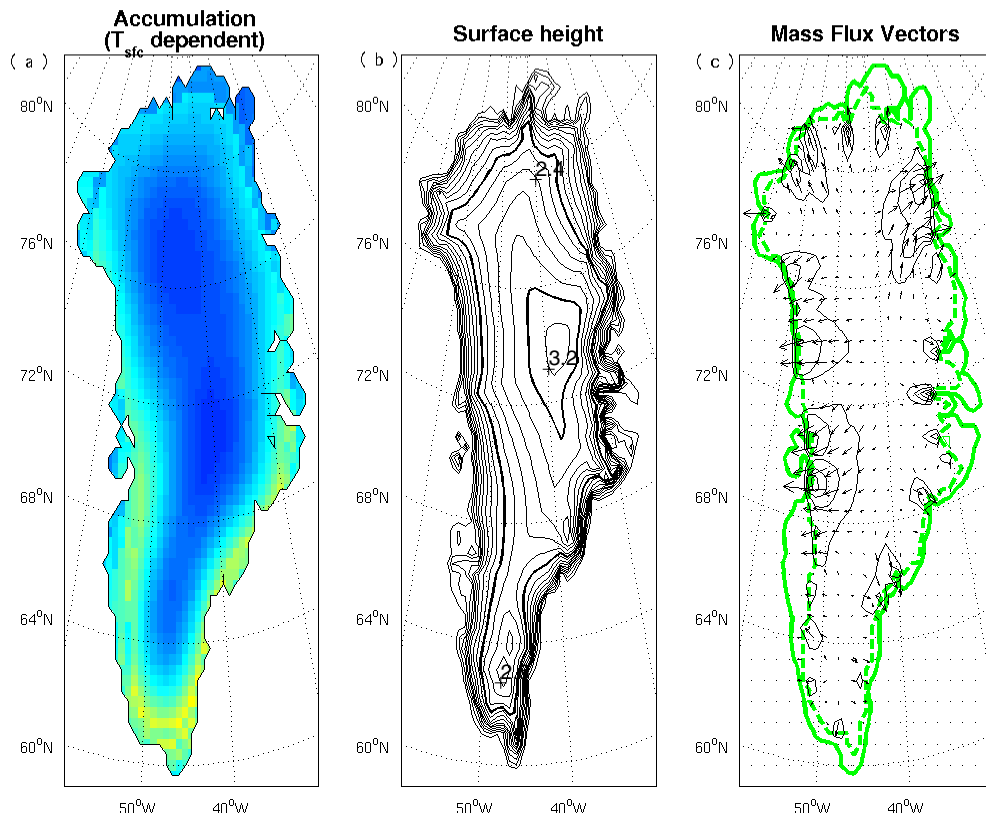 Accumulation
(Tsfc dependent)
Surface height
Mass Flux Vectors
( a )
( b )
( c )
80°N
76°N
72°N
68°N
64°N
60°N
50°W
40°W
80°N
76°N
72°N
68°N
64°N
60°N
50°W
40°W
2.4
3.2
80°N
76°N
72°N
68°N
64°N
60°N
50°W
40°W